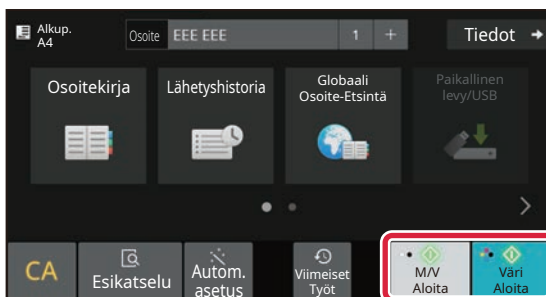 Alkup.
A4
Osoite EEE EEE 1 +
Tiedot
Osoitekirja
Lähetyshistoria
Globaali
Osoite-Etsintä
Paikallinen
levy/USB
CA
Esikatselu
Autom.
asetus
Viimeiset
Työt
M/V
Aloita
Väri
Aloita